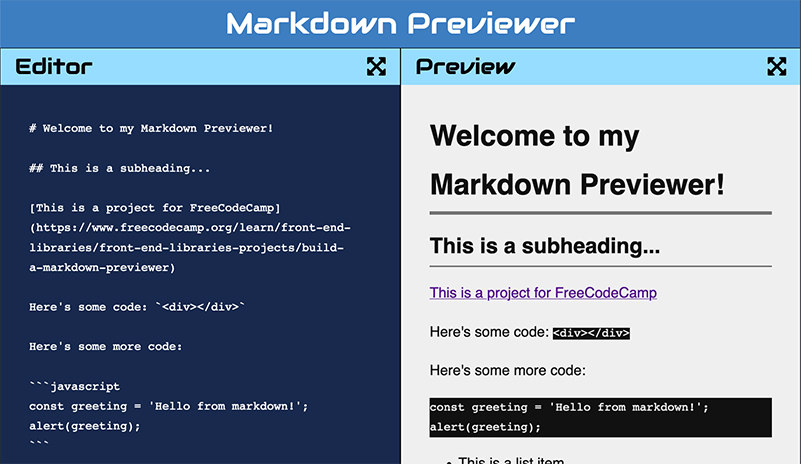 Markdown Previewer
Editor
# Welcome to my Markdown Previewer!
## This is a subheading...
[This is a project for FreeCodeCamp]
(https://www.freecodecamp.org/learn/front-end-
libraries/front-end-libraries-projects/build-
a-markdown-previewer)
Here's some code: `<div></div>`
Here's some more code:
```javascript
const greeting = 'Hello from markdown!';
alert(greeting);
```
Preview
Welcome to my
Markdown Previewer!
This is a subheading...
This is a project for FreeCodeCamp
Here's some code: <div></div>
Here's some more code:
const greeting = 'Hello from markdown!';
alert(greeting);
• This is a list item